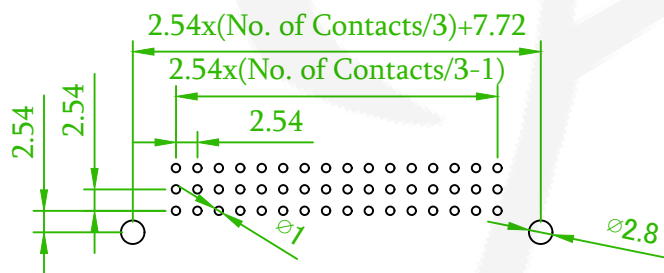 2.54x(No. of Contacts/3)+7.72
2.54x(No. of Contacts/3-1)
2.54
2.54
2.54
⌀1
⌀2.8